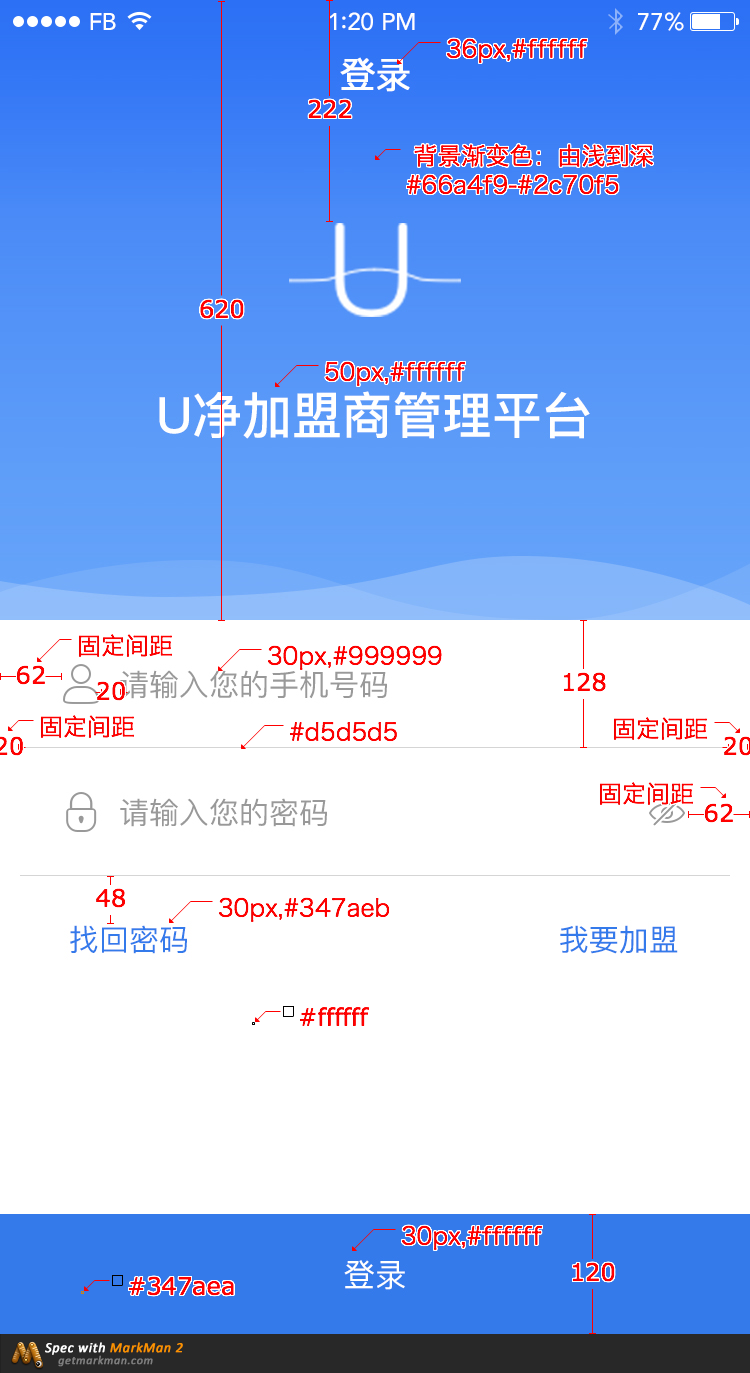 FB 1:20 PM 77%
36px,#ffffff
登录
222
背景渐变色：由浅到深
#66a4f9-#2c70f5
U
620
50px,#ffffff
U净加盟商管理平台
固定间距
30px,#999999
62
20
请输入您的手机号码
128
固定间距
#d5d5d5
固定间距
20
20
固定间距
请输入您的密码
62
48
30px,#347aeb
找回密码
我要加盟
#ffffff
30px,#ffffff
登录
120
#347aea
Spec with MarkMan 2
getmarkman.com